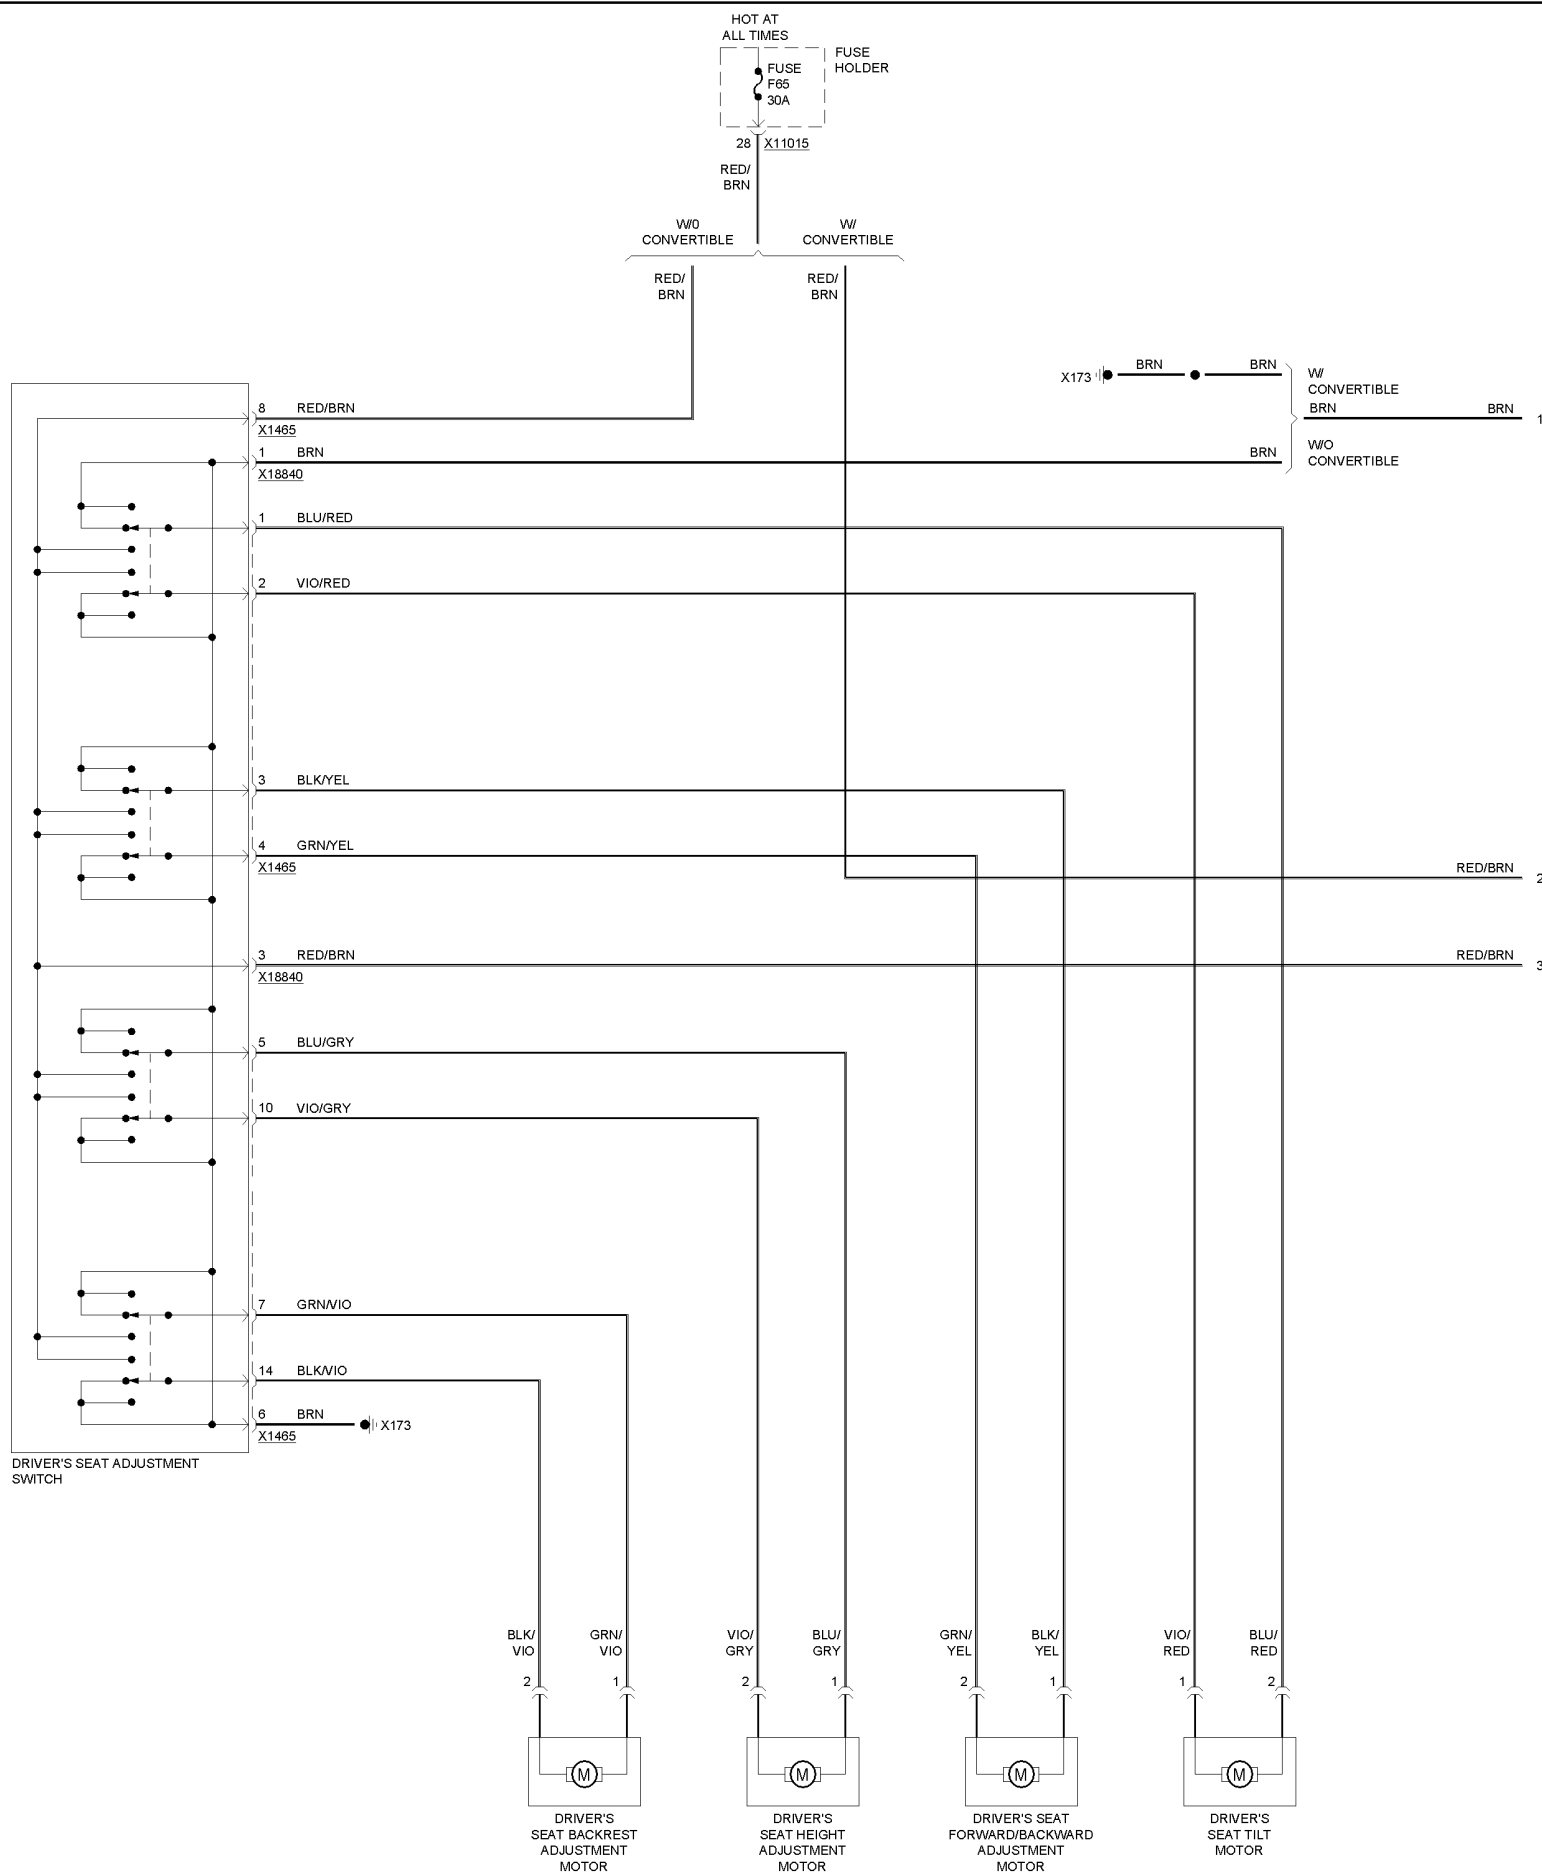 HOT AT
ALL TIMES
FUSE
HOLDER
FUSE
F65
30A
28 X11015
RED/
BRN
W/0
CONVERTIBLE
W/
CONVERTIBLE
RED/
BRN
RED/
BRN
X173 BRN BRN
W/
CONVERTIBLE
8 RED/BRN
X1465
BRN BRN 1
1 BRN
X18840
BRN
W/O
CONVERTIBLE
1 BLU/RED
2 VIO/RED
3 BLK/YEL
4 GRN/YEL
X1465
RED/BRN 2
3 RED/BRN
X18840
RED/BRN 3
5 BLU/GRY
10 VIO/GRY
7 GRN/VIO
14 BLK/VIO
6 BRN
X1465
X173
DRIVER'S SEAT ADJUSTMENT
SWITCH
BLK/
VIO
GRN/
VIO
VIO/
GRY
BLU/
GRY
GRN/
YEL
BLK/
YEL
VIO/
RED
BLU/
RED
2 1 2 1 2 1 1 2
M M M M
DRIVER'S
SEAT BACKREST
ADJUSTMENT
MOTOR
DRIVER'S
SEAT HEIGHT
ADJUSTMENT
MOTOR
DRIVER'S SEAT
FORWARD/BACKWARD
ADJUSTMENT
MOTOR
DRIVER'S
SEAT TILT
MOTOR